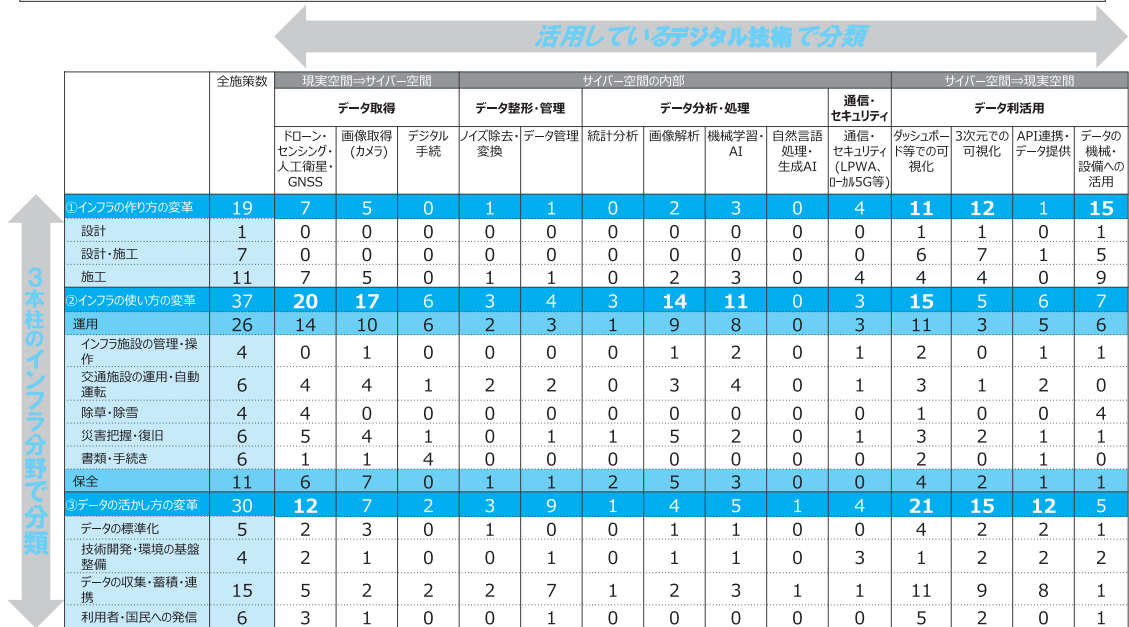 活用しているデジタル技術で分類
全施策数 現実空間⇒サイバー空間 サイバー空間の内部 サイバー空間⇒現実空間
データ取得 データ整形・管理 データ分析・処理 通信・セキュリティ データ利活用
ドローン・センシング・人工衛星・GNSS 画像取得(カメラ) デジタル手続 ノイズ除去・変換 データ管理 統計分析 画像解析 機械学習・AI 自然言語処理・生成AI 通信・セキュリティ(LPWA、ローカル5G等) ダッシュボード等での可視化 3次元での可視化 API連携・データ提供 データの機械・設備への活用
3本柱のインフラ分野で分類
①インフラの作り方の変革 19 7 5 0 1 1 0 2 3 0 4 11 12 1 15
設計 1 0 0 0 0 0 0 0 0 0 0 1 1 0 1
設計・施工 7 0 0 0 0 0 0 0 0 0 0 6 7 1 5
施工 11 7 5 0 1 1 0 2 3 0 4 4 4 0 9
②インフラの使い方の変革 37 20 17 6 3 4 3 14 11 0 3 15 5 6 7
運用 26 14 10 6 2 3 1 9 8 0 3 11 3 5 6
インフラ施設の管理・操作 4 0 1 0 0 0 0 1 2 0 1 2 0 1 1
交通施設の運用・自動運転 6 4 4 1 2 2 0 3 4 0 1 3 1 2 0
除草・除雪 4 4 0 0 0 0 0 0 0 0 0 1 0 0 4
災害把握・復旧 6 5 4 1 0 1 1 5 2 0 1 3 2 1 1
書類・手続き 6 1 1 4 0 0 0 0 0 0 0 2 0 1 0
保全 11 6 7 0 1 1 2 5 3 0 0 4 2 1 1
③データの活かし方の変革 30 12 7 2 3 9 1 4 5 1 4 21 15 12 5
データの標準化 5 2 3 0 1 0 0 1 1 0 0 4 2 2 1
技術開発・環境の基盤整備 4 2 1 0 0 1 0 1 1 0 3 1 2 2 2
データの収集・蓄積・連携 15 5 2 2 2 7 1 2 3 1 1 11 9 8 1
利用者・国民への発信 6 3 1 0 0 1 0 0 0 0 0 5 2 0 1